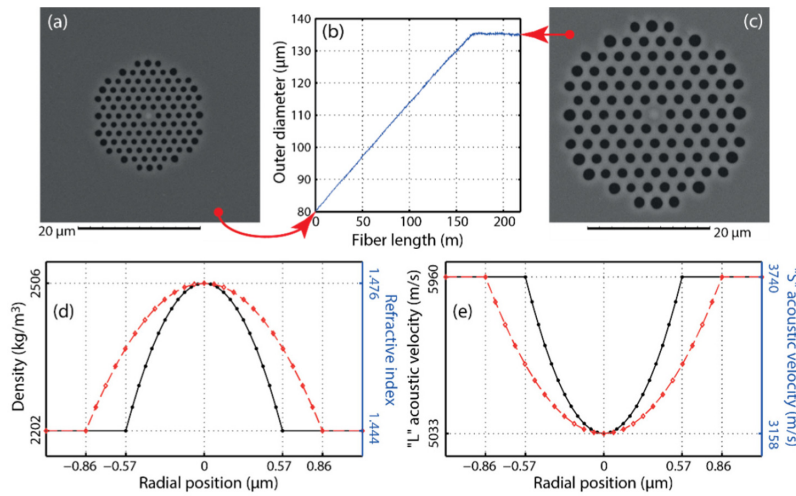 (a)
20 µm
(b)
Outer diameter (µm)
140
130
120
110
100
90
80
0 50 100 150 200
Fiber length (m)
(c)
20 µm
(d)
Density (kg/m³)
2506
2202
1.476
1.444
Refractive index
−0.86 −0.57 0 0.57 0.86
Radial position (µm)
(e)
"L" acoustic velocity (m/s)
5960
5033
3740
3158
"S" acoustic velocity (m/s)
−0.86 −0.57 0 0.57 0.86
Radial position (µm)